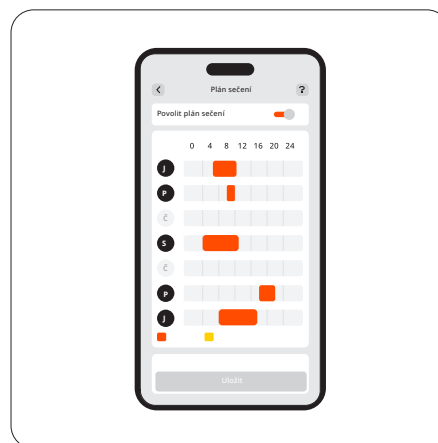 Plán sečení
?
Povolit plán sečení
0 4 8 12 16 20 24
J
P
Č
S
Č
P
J
Uložit